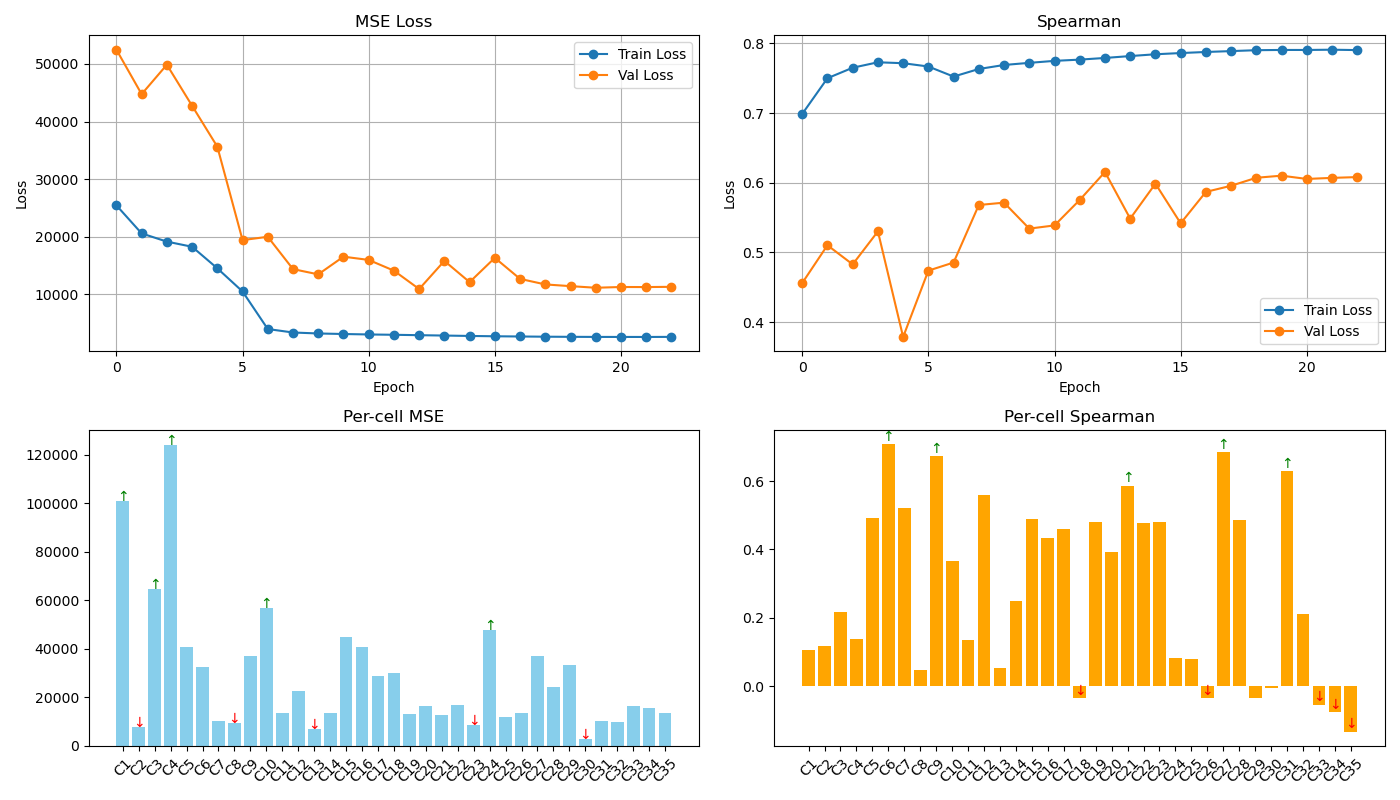 MSE Loss
50000
40000
30000
20000
10000
Loss
Train Loss
Val Loss
0
5
10
15
20
Epoch
Spearman
0.8
0.7
0.6
0.5
0.4
Loss
Train Loss
Val Loss
0
5
10
15
20
Epoch
Per-cell MSE
120000
100000
80000
60000
40000
20000
0
↑
↓
↑
↑
↓
↑
↓
↓
↑
↓
C1
C2
C3
C4
C5
C6
C7
C8
C9
C10
C11
C12
C13
C14
C15
C16
C17
C18
C19
C20
C21
C22
C23
C24
C25
C26
C27
C28
C29
C30
C31
C32
C33
C34
C35
Per-cell Spearman
0.6
0.4
0.2
0.0
↑
↑
↓
↑
↓
↑
↑
↓
↓
↓
C1
C2
C3
C4
C5
C6
C7
C8
C9
C10
C11
C12
C13
C14
C15
C16
C17
C18
C19
C20
C21
C22
C23
C24
C25
C26
C27
C28
C29
C30
C31
C32
C33
C34
C35